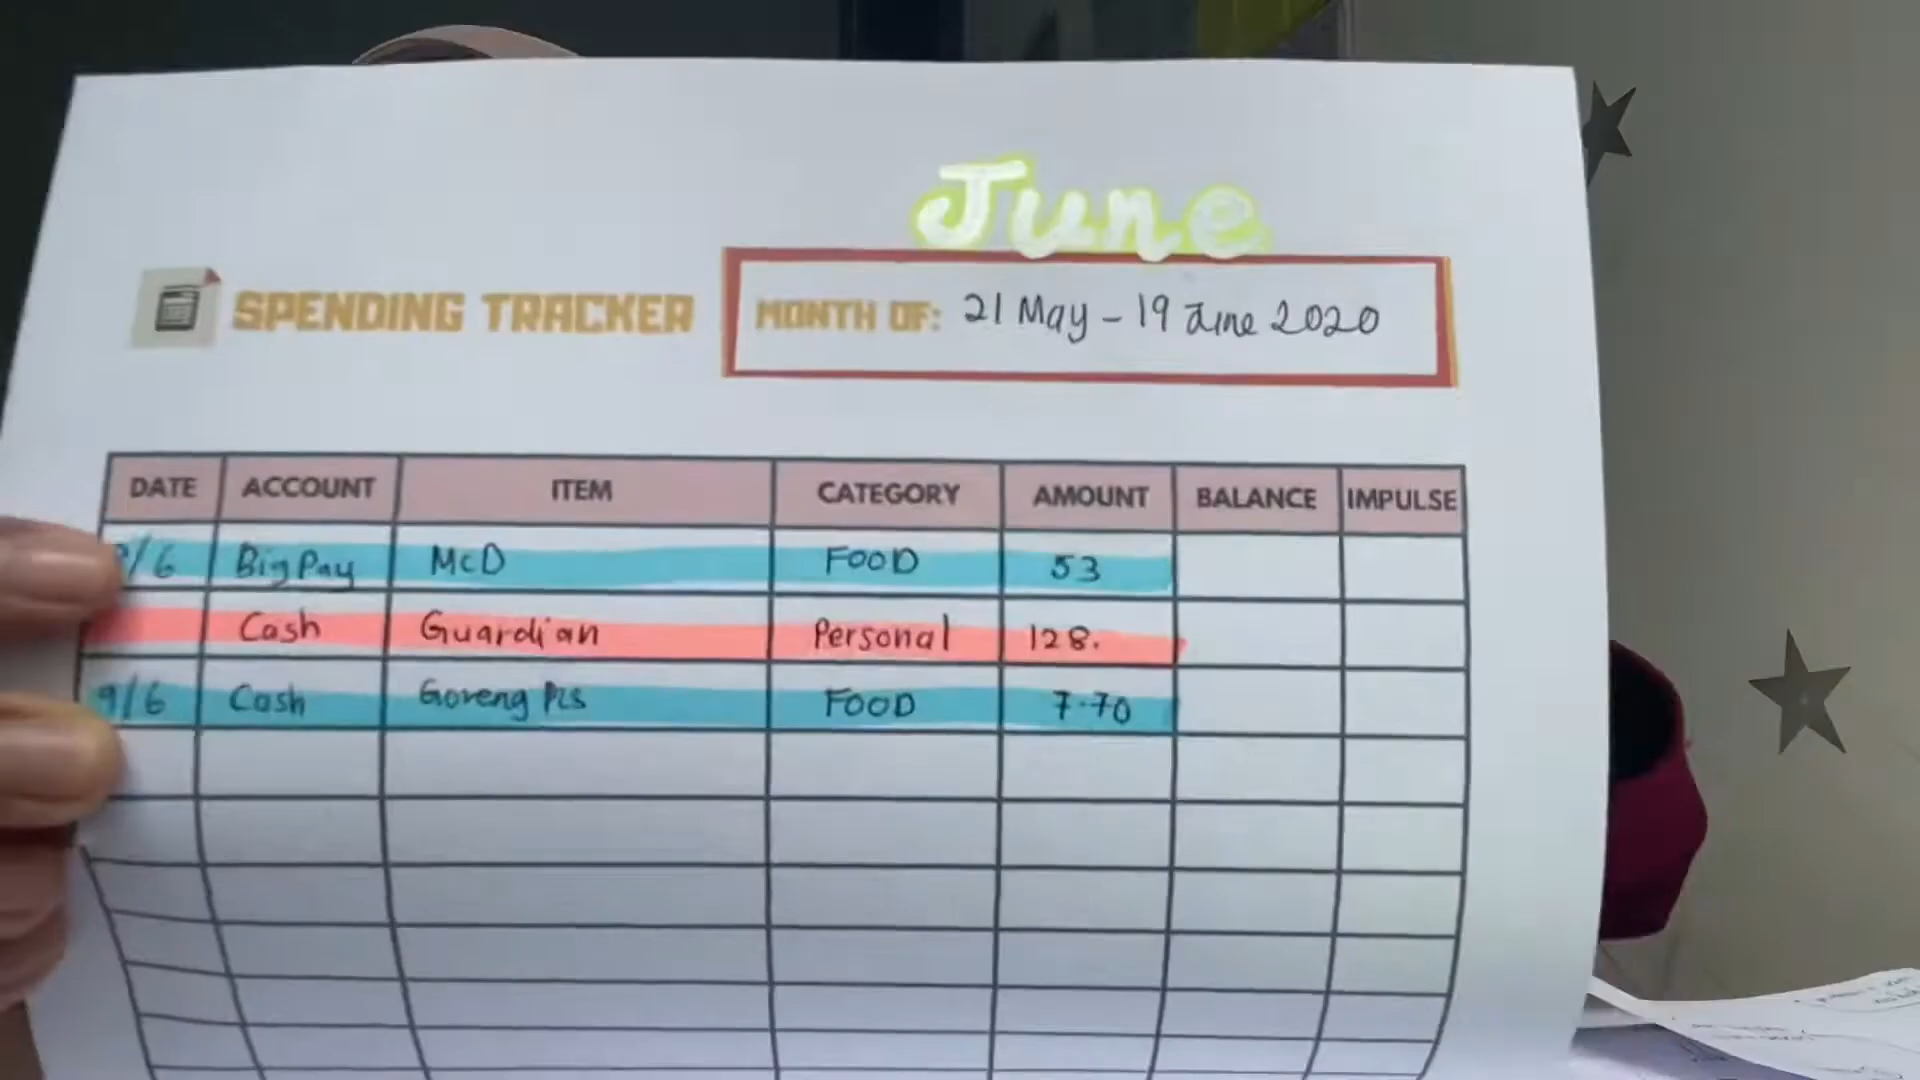 June
SPENDING TRACKER MONTH OF: 21 May - 19 June 2020
DATE ACCOUNT ITEM CATEGORY AMOUNT BALANCE IMPULSE
/6 BigPay McD FOOD 53
Cash Guardian Personal 128.
9/6 Cash Goreng Pis FOOD 7.70